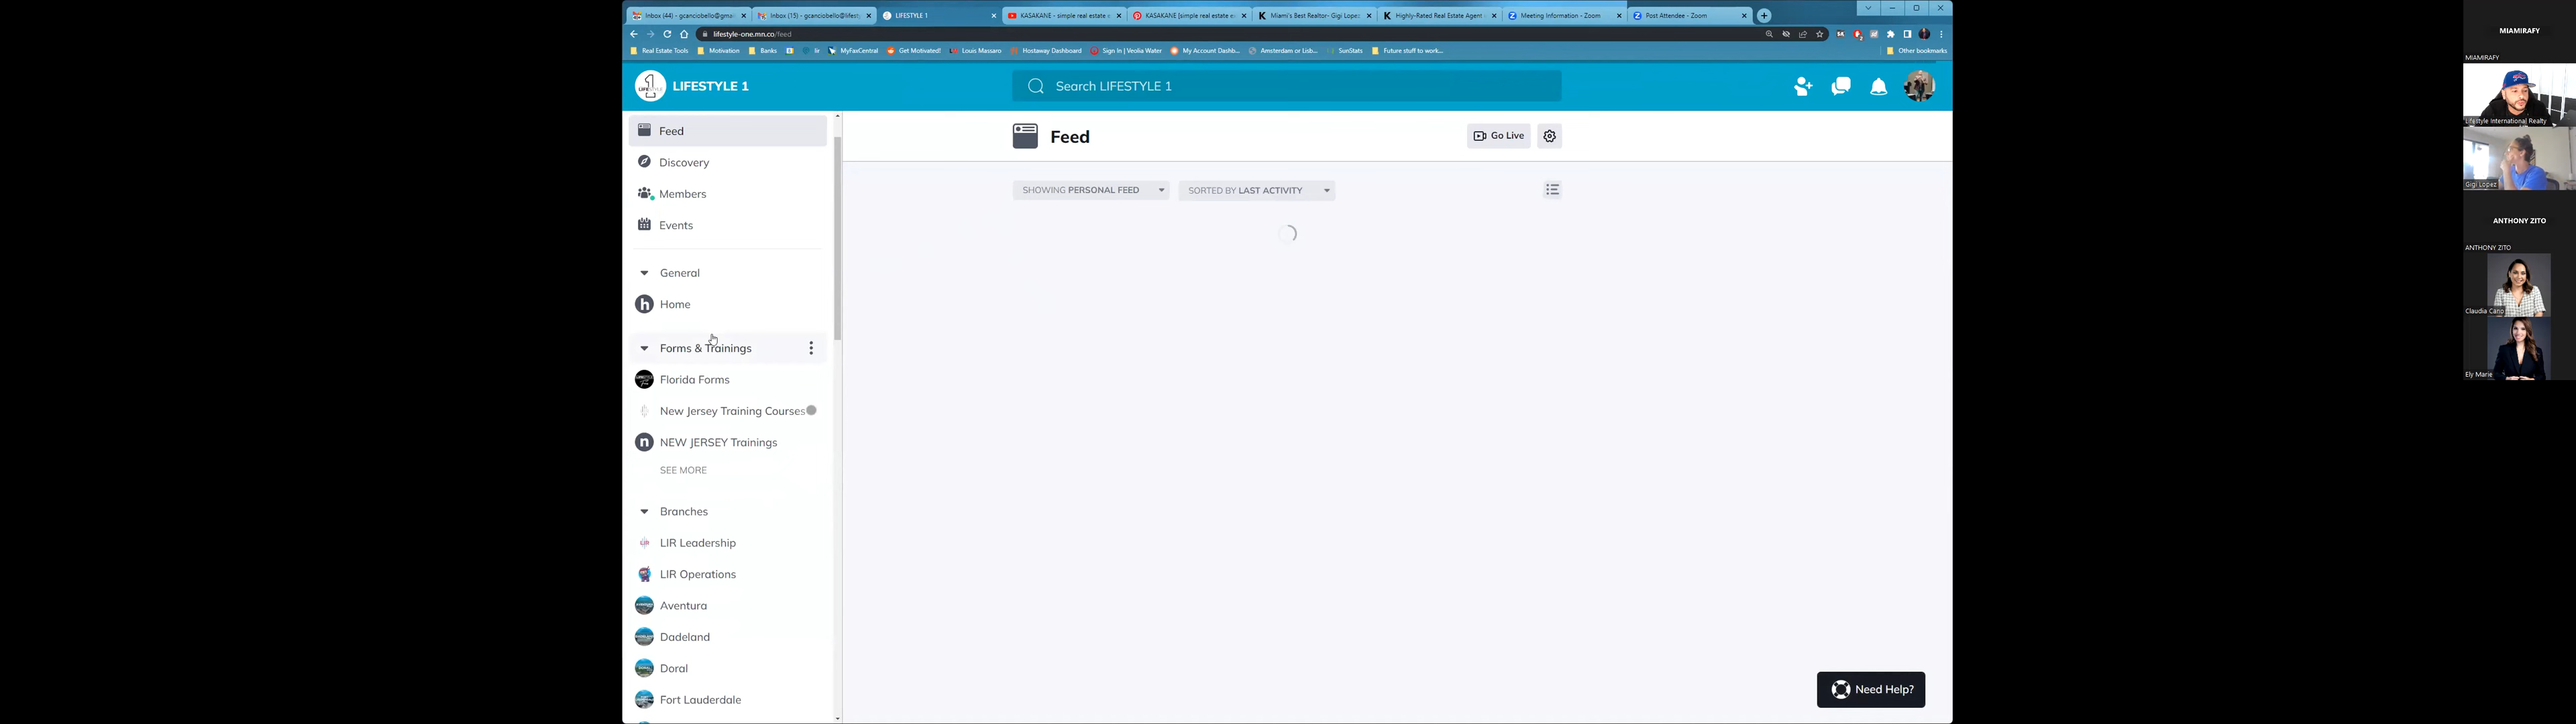 Inbox (44) - gcanciobello@gmai
Inbox (15) - gcanciobello@lifesty
LIFESTYLE 1
KASAKANE - simple real estate c
KASAKANE [simple real estate ex
Miami's Best Realtor- Gigi Lopez
Highly-Rated Real Estate Agent
Meeting Information - Zoom
Post Attendee - Zoom
lifestyle-one.mn.co/feed
Real Estate Tools
Motivation
Banks
lir
MyFaxCentral
Get Motivated!
Louis Massaro
Hostaway Dashboard
Sign In | Veolia Water
My Account Dashb...
Amsterdam or Lisb...
SunStats
Future stuff to work...
Other bookmarks
LIFESTYLE 1
Search LIFESTYLE 1
Feed
Discovery
Members
Events
General
Home
Forms & Trainings
Florida Forms
New Jersey Training Courses
NEW JERSEY Trainings
SEE MORE
Branches
LIR Leadership
LIR Operations
Aventura
Dadeland
Doral
Fort Lauderdale
Feed
Go Live
SHOWING PERSONAL FEED
SORTED BY LAST ACTIVITY
Need Help?
MIAMIRAFY
MIAMIRAFY
Lifestyle International Realty
Gigi Lopez
ANTHONY ZITO
ANTHONY ZITO
Claudia Cano
Ely Marie